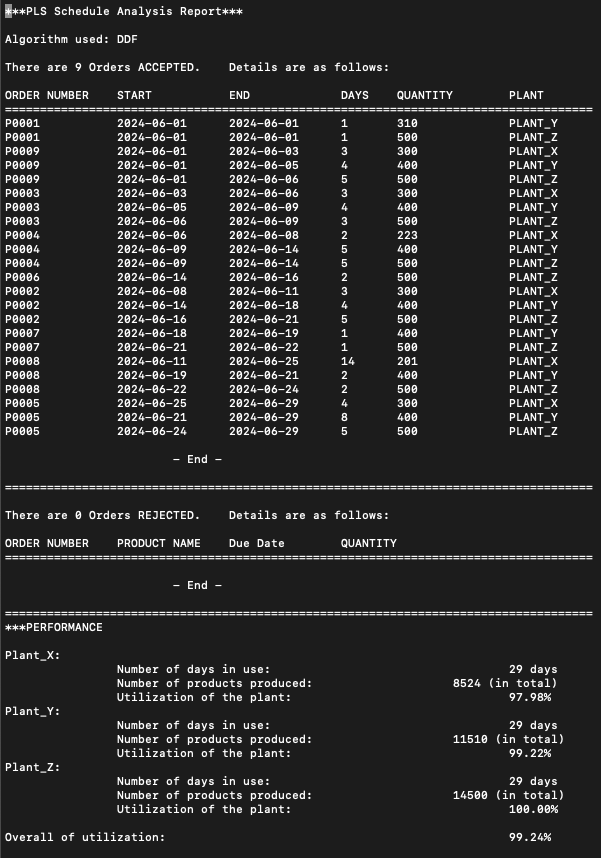 ***PLS Schedule Analysis Report***
Algorithm used: DDF
There are 9 Orders ACCEPTED.    Details are as follows:
ORDER NUMBER    START           END             DAYS    QUANTITY        PLANT
====================================================================================
P0001           2024-06-01      2024-06-01      1       310             PLANT_Y
P0001           2024-06-01      2024-06-01      1       500             PLANT_Z
P0009           2024-06-01      2024-06-03      3       300             PLANT_X
P0009           2024-06-01      2024-06-05      4       400             PLANT_Y
P0009           2024-06-01      2024-06-06      5       500             PLANT_Z
P0003           2024-06-03      2024-06-06      3       300             PLANT_X
P0003           2024-06-05      2024-06-09      4       400             PLANT_Y
P0003           2024-06-06      2024-06-09      3       500             PLANT_Z
P0004           2024-06-06      2024-06-08      2       223             PLANT_X
P0004           2024-06-09      2024-06-14      5       400             PLANT_Y
P0004           2024-06-09      2024-06-14      5       500             PLANT_Z
P0006           2024-06-14      2024-06-16      2       500             PLANT_Z
P0002           2024-06-08      2024-06-11      3       300             PLANT_X
P0002           2024-06-14      2024-06-18      4       400             PLANT_Y
P0002           2024-06-16      2024-06-21      5       500             PLANT_Z
P0007           2024-06-18      2024-06-19      1       400             PLANT_Y
P0007           2024-06-21      2024-06-22      1       500             PLANT_Z
P0008           2024-06-11      2024-06-25      14      201             PLANT_X
P0008           2024-06-19      2024-06-21      2       400             PLANT_Y
P0008           2024-06-22      2024-06-24      2       500             PLANT_Z
P0005           2024-06-25      2024-06-29      4       300             PLANT_X
P0005           2024-06-21      2024-06-29      8       400             PLANT_Y
P0005           2024-06-24      2024-06-29      5       500             PLANT_Z
                        - End -
====================================================================================
There are 0 Orders REJECTED.    Details are as follows:
ORDER NUMBER    PRODUCT NAME    Due Date        QUANTITY
====================================================================================
                        - End -
====================================================================================
***PERFORMANCE
Plant_X:
                Number of days in use:                                  29 days
                Number of products produced:                    8524 (in total)
                Utilization of the plant:                               97.98%
Plant_Y:
                Number of days in use:                                  29 days
                Number of products produced:                    11510 (in total)
                Utilization of the plant:                               99.22%
Plant_Z:
                Number of days in use:                                  29 days
                Number of products produced:                    14500 (in total)
                Utilization of the plant:                               100.00%
Overall of utilization:                                                 99.24%